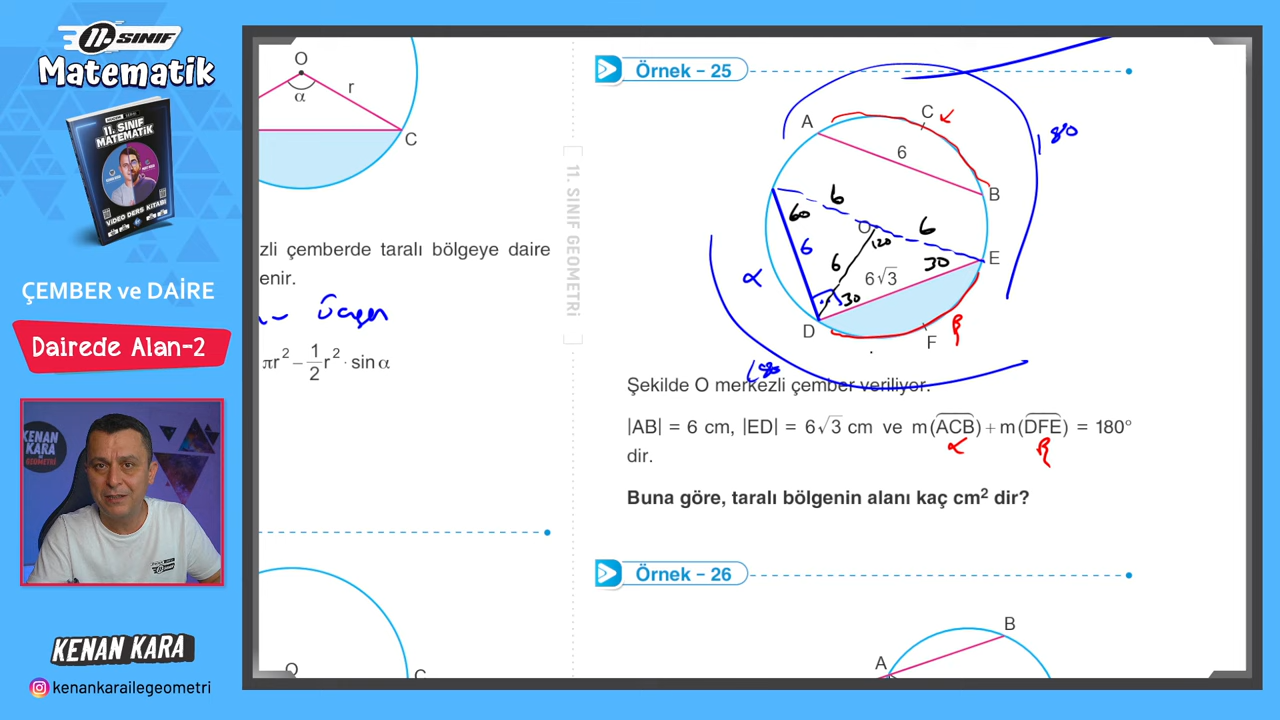 11. SINIF
Matematik
11. SINIF
MATEMATİK
VİDEO DERS KİTABI
ÇEMBER ve DAİRE
Dairede Alan-2
KENAN KARA
kenankarailegeometri
O
α
r
C
zli çemberde taralı bölgeye daire
enir.
Üçgen
πr² − 1/2 r² · sin α
O
C
11. SINIF GEOMETRİ
Örnek - 25
A
C
α
B
6
180
6
60
O
6
120
E
6
6
30
6√3
α
30
D
F
β
180
Şekilde O merkezli çember veriliyor.
|AB| = 6 cm, |ED| = 6√3 cm ve m(ACB) + m(DFE) = 180°
α
β
dir.
Buna göre, taralı bölgenin alanı kaç cm² dir?
Örnek - 26
B
A